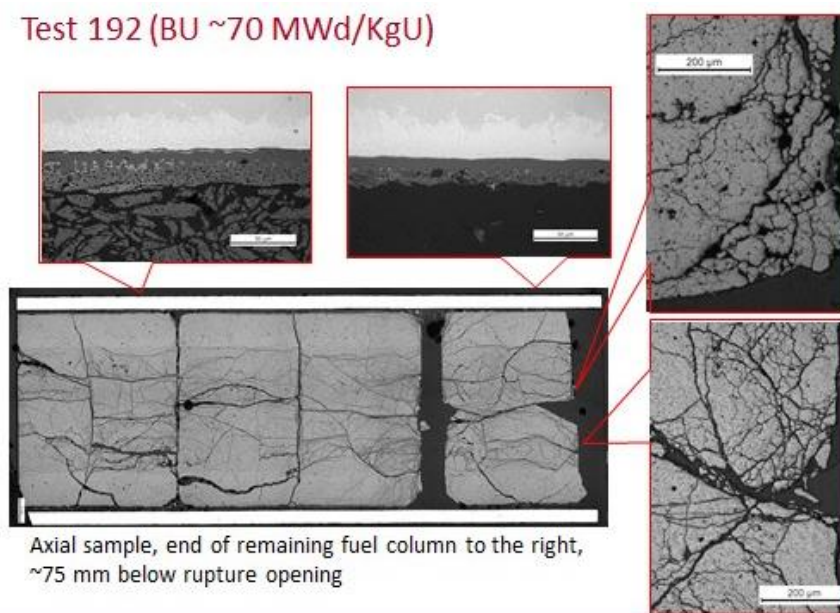 Test 192 (BU ~70 MWd/KgU)
200 µm
200 µm
Axial sample, end of remaining fuel column to the right,
~75 mm below rupture opening